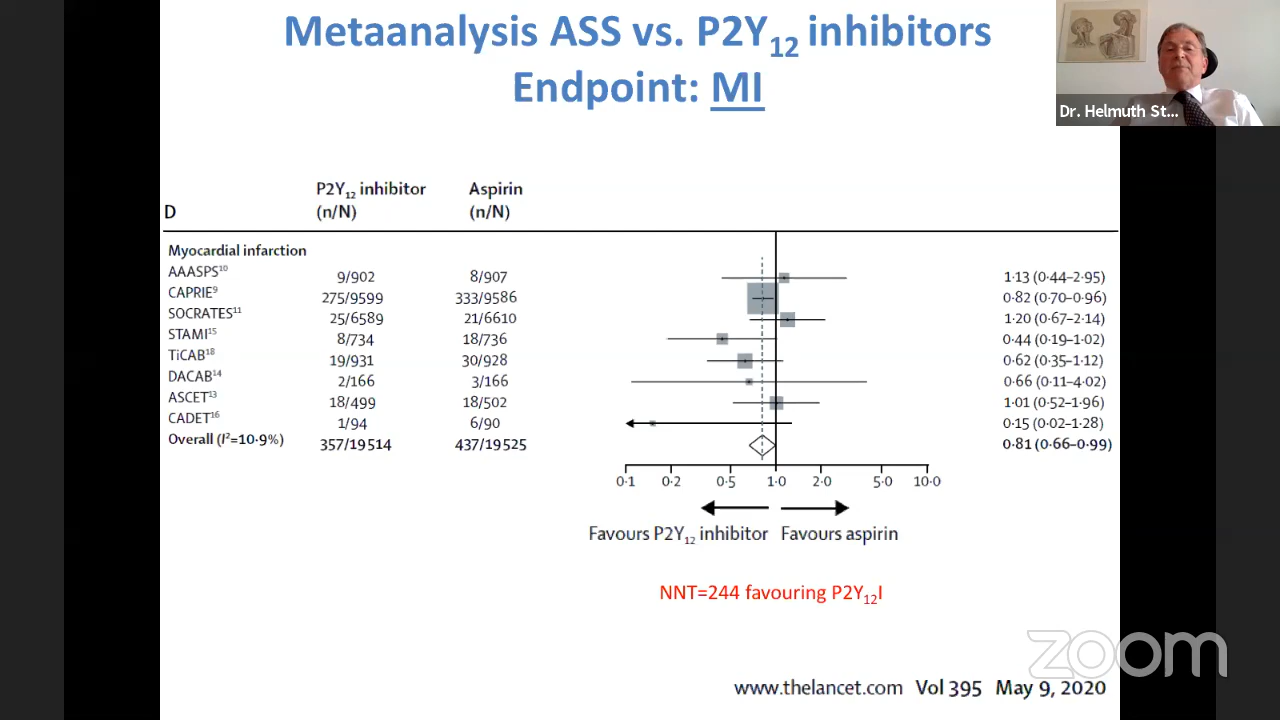 Metaanalysis ASS vs. P2Y12 inhibitors
Endpoint: MI
Dr. Helmuth St...
P2Y12 inhibitor Aspirin
D (n/N) (n/N)
Myocardial infarction
AAASPS10 9/902 8/907 1·13 (0·44–2·95)
CAPRIE9 275/9599 333/9586 0·82 (0·70–0·96)
SOCRATES11 25/6589 21/6610 1·20 (0·67–2·14)
STAMI15 8/734 18/736 0·44 (0·19–1·02)
TiCAB18 19/931 30/928 0·62 (0·35–1·12)
DACAB14 2/166 3/166 0·66 (0·11–4·02)
ASCET13 18/499 18/502 1·01 (0·52–1·96)
CADET16 1/94 6/90 0·15 (0·02–1·28)
Overall (I2=10·9%) 357/19514 437/19525 0·81 (0·66–0·99)
0·1 0·2 0·5 1·0 2·0 5·0 10·0
Favours P2Y12 inhibitor Favours aspirin
NNT=244 favouring P2Y12I
zoom
www.thelancet.com Vol 395 May 9, 2020